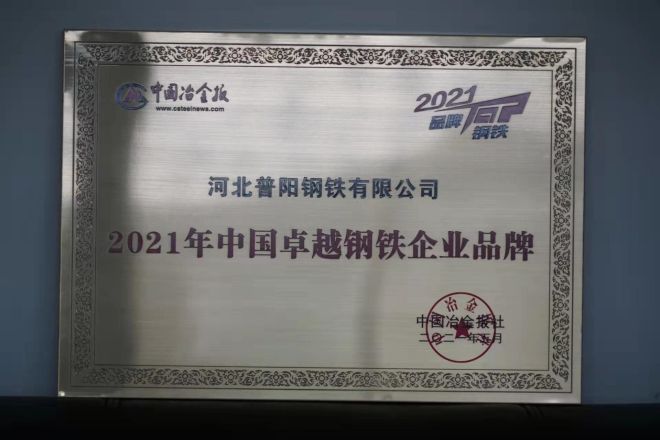 中国冶金报
www.csteelnews.com
2021
品牌 TOP
钢铁
河北普阳钢铁有限公司
2021年中国卓越钢铁企业品牌
中国冶金报社
二〇二一年五月